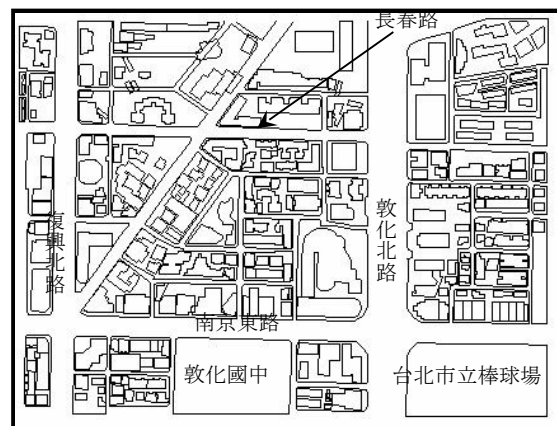 長春路
復興北路
敦化北路
南京東路
敦化國中
台北市立棒球場